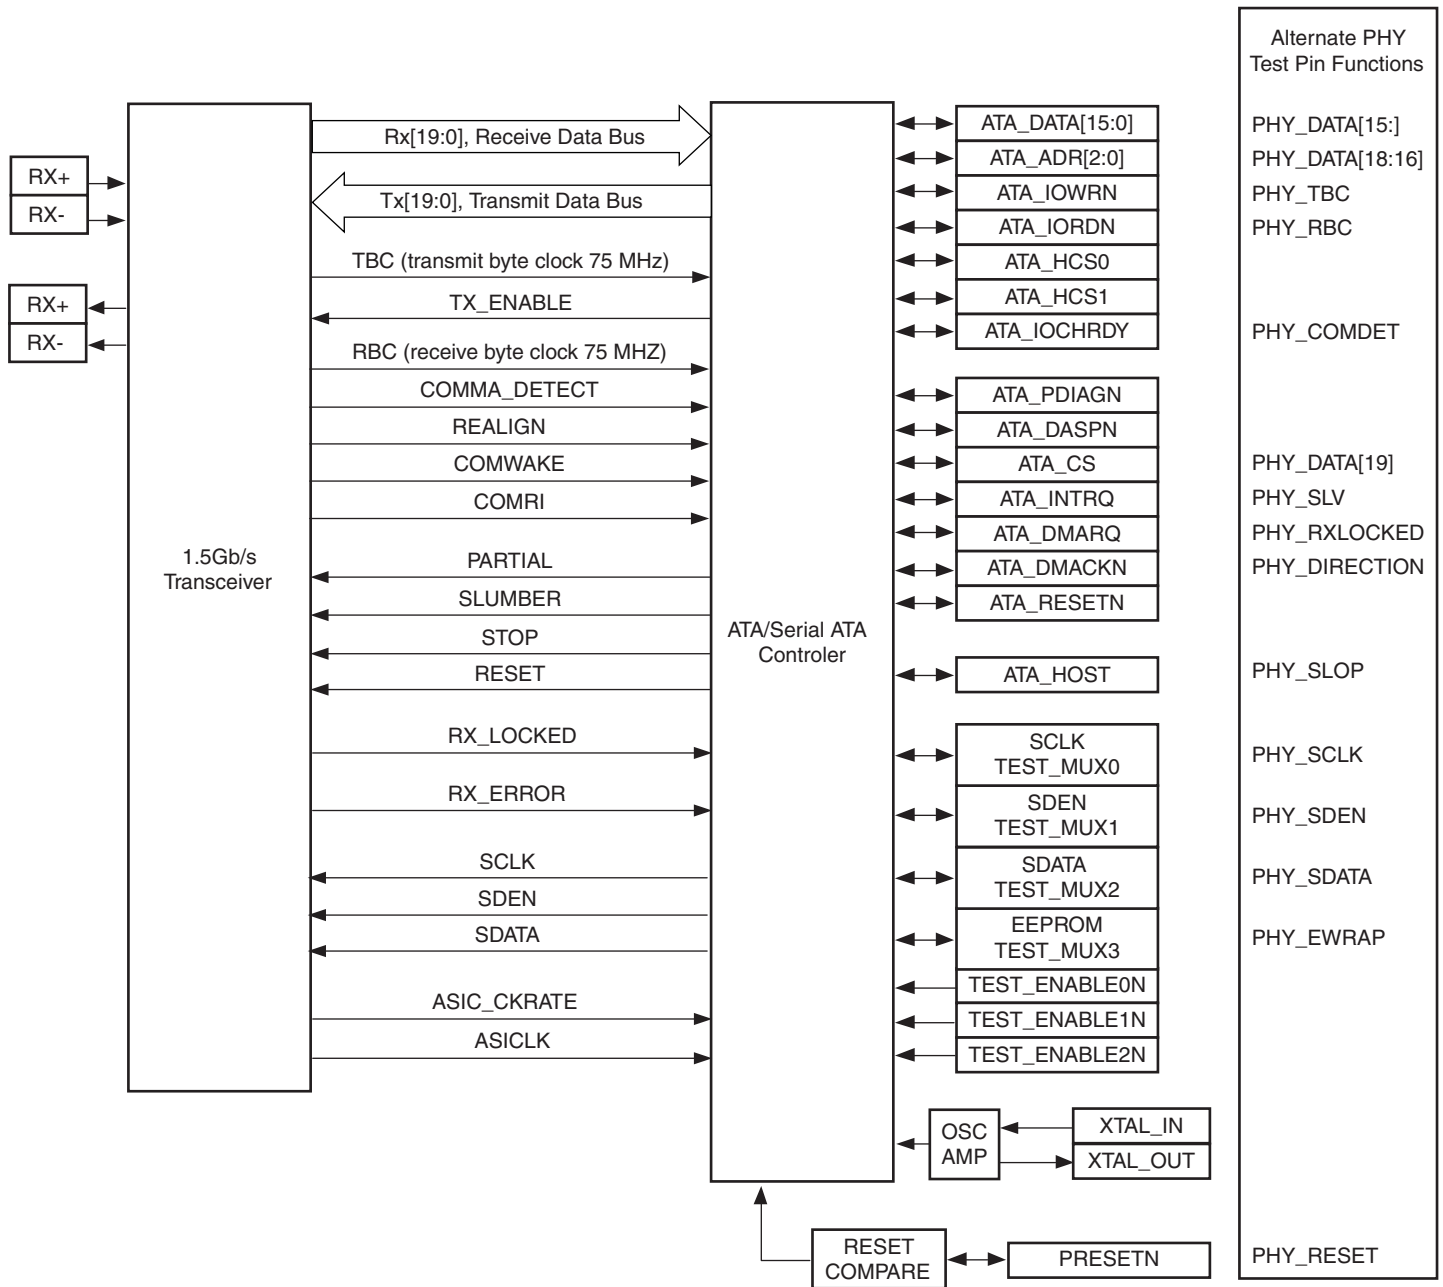 Alternate PHY
Test Pin Functions
RX+
RX-
RX+
RX-
1.5Gb/s
Transceiver
Rx[19:0], Receive Data Bus
Tx[19:0], Transmit Data Bus
TBC (transmit byte clock 75 MHz)
TX_ENABLE
RBC (receive byte clock 75 MHZ)
COMMA_DETECT
REALIGN
COMWAKE
COMRI
PARTIAL
SLUMBER
STOP
RESET
RX_LOCKED
RX_ERROR
SCLK
SDEN
SDATA
ASIC_CKRATE
ASICLK
ATA/Serial ATA
Controler
ATA_DATA[15:0]
ATA_ADR[2:0]
ATA_IOWRN
ATA_IORDN
ATA_HCS0
ATA_HCS1
ATA_IOCHRDY
ATA_PDIAGN
ATA_DASPN
ATA_CS
ATA_INTRQ
ATA_DMARQ
ATA_DMACKN
ATA_RESETN
ATA_HOST
SCLK
TEST_MUX0
SDEN
TEST_MUX1
SDATA
TEST_MUX2
EEPROM
TEST_MUX3
TEST_ENABLE0N
TEST_ENABLE1N
TEST_ENABLE2N
OSC
AMP
XTAL_IN
XTAL_OUT
RESET
COMPARE
PRESETN
PHY_DATA[15:]
PHY_DATA[18:16]
PHY_TBC
PHY_RBC
PHY_COMDET
PHY_DATA[19]
PHY_SLV
PHY_RXLOCKED
PHY_DIRECTION
PHY_SLOP
PHY_SCLK
PHY_SDEN
PHY_SDATA
PHY_EWRAP
PHY_RESET